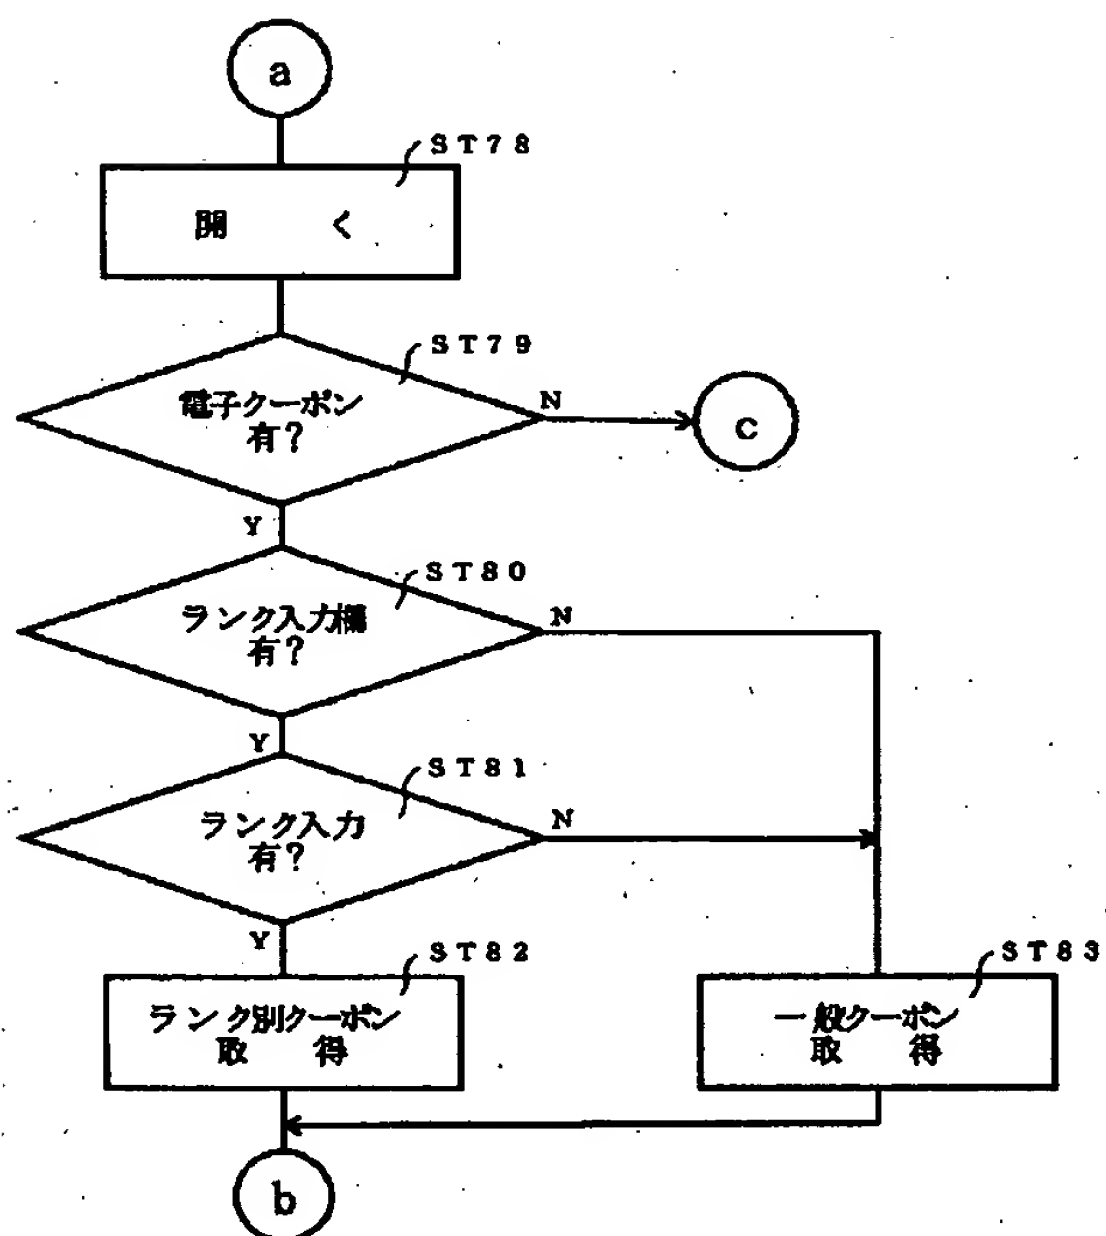 a
ST78
開 く
ST79
電子クーポン
有?
N
c
Y
ST80
ランク入力欄
有?
N
Y
ST81
ランク入力
有?
N
Y
ST82
ランク別クーポン
取 得
ST83
一般クーポン
取 得
b